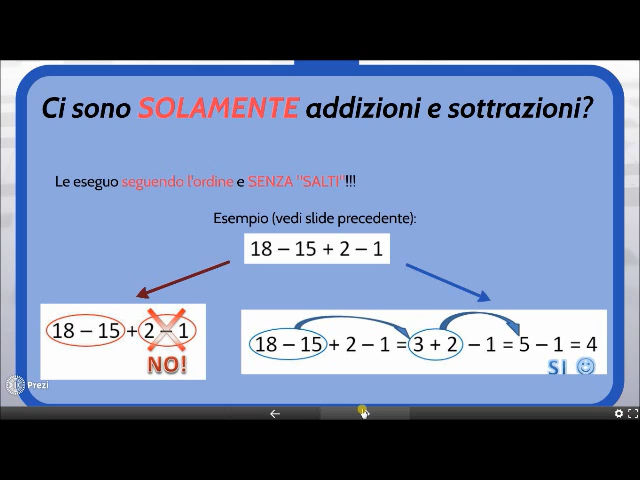 Ci sono SOLAMENTE addizioni e sottrazioni?
Le eseguo seguendo l'ordine e SENZA "SALTI"!!!
Esempio (vedi slide precedente):
18 – 15 + 2 – 1
18 – 15 + 2 – 1
NO!
18 – 15 + 2 – 1 = 3 + 2 – 1 = 5 – 1 = 4
SI
Prezi